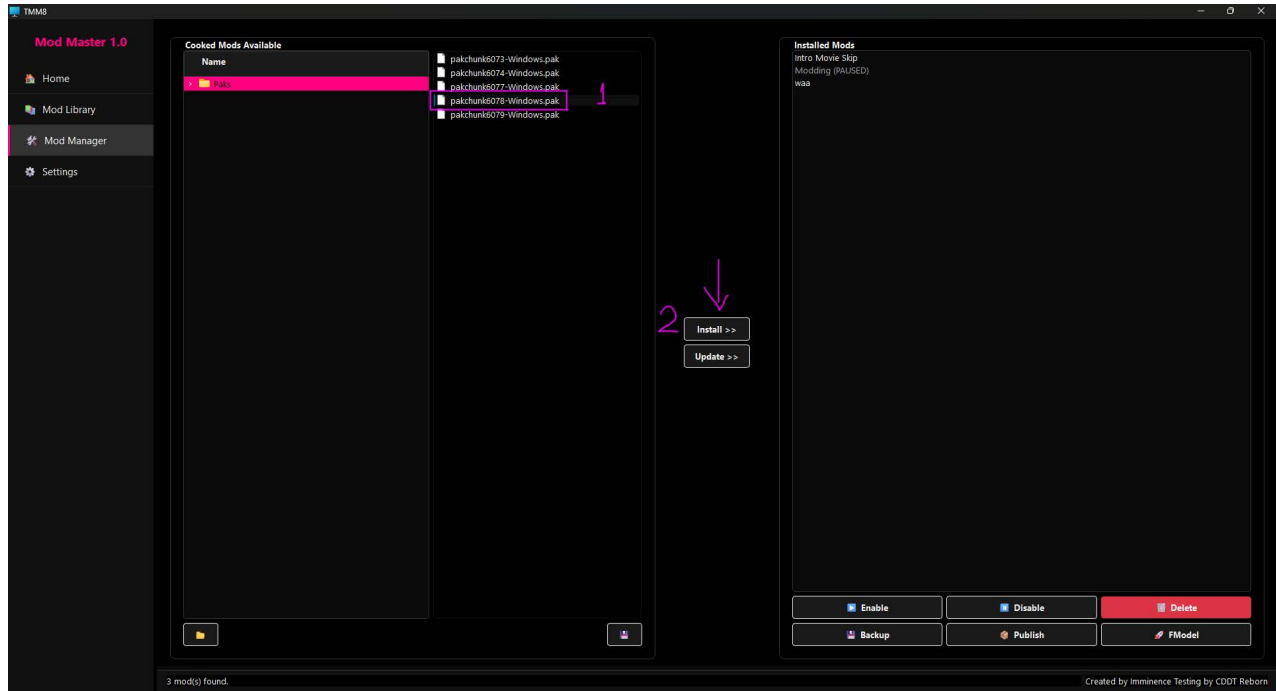 TMM8
Mod Master 1.0
Home
Mod Library
Mod Manager
Settings
Cooked Mods Available
Name
Paks
pakchunk6073-Windows.pak
pakchunk6074-Windows.pak
pakchunk6077-Windows.pak
pakchunk6078-Windows.pak
1
pakchunk6079-Windows.pak
2
Install >>
Update >>
Installed Mods
Intro Movie Skip
Modding (PAUSED)
waa
Enable
Disable
Delete
Backup
Publish
FModel
3 mod(s) found.
Created by Imminence Testing by CDDT Reborn